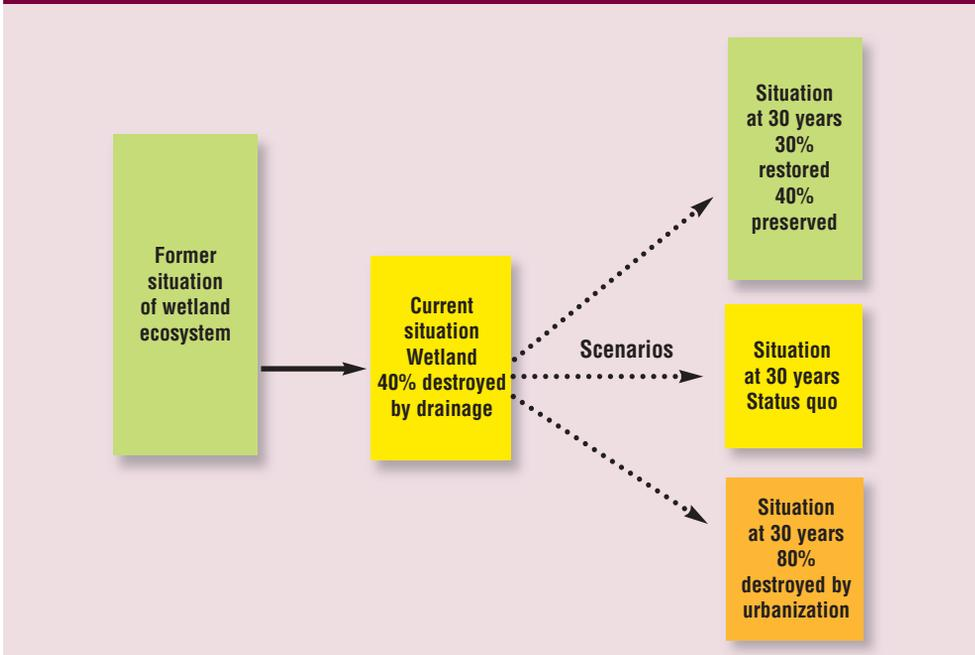 Former
situation
of wetland
ecosystem
Current
situation
Wetland
40% destroyed
by drainage
Scenarios
Situation
at 30 years
30%
restored
40%
preserved
Situation
at 30 years
Status quo
Situation
at 30 years
80%
destroyed by
urbanization